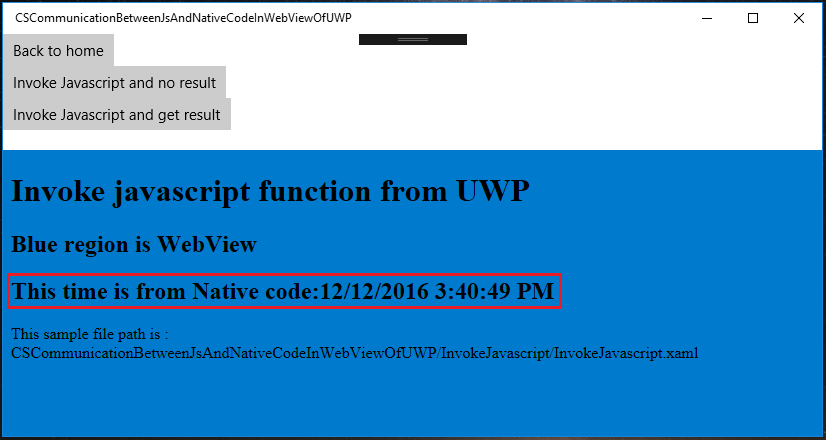 CSCommunicationBetweenJsAndNativeCodeInWebViewOfUWP
Back to home
Invoke Javascript and no result
Invoke Javascript and get result
Invoke javascript function from UWP
Blue region is WebView
This time is from Native code:12/12/2016 3:40:49 PM
This sample file path is :
CSCommunicationBetweenJsAndNativeCodeInWebViewOfUWP/InvokeJavascript/InvokeJavascript.xaml